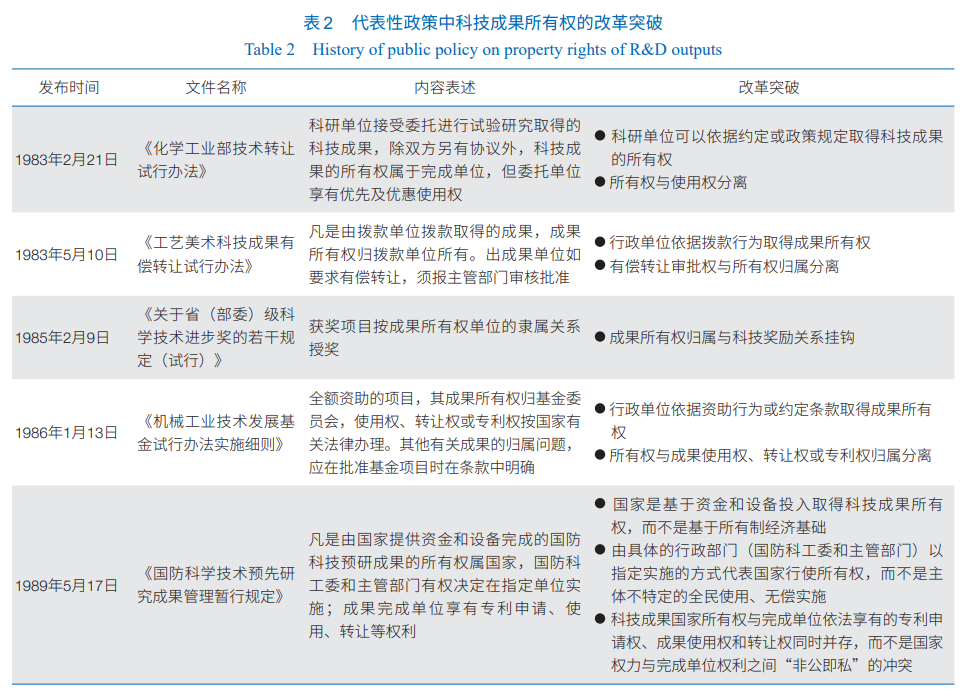 表2 代表性政策中科技成果所有权的改革突破
Table 2 History of public policy on property rights of R&D outputs
发布时间 文件名称 内容表述 改革突破
1983年2月21日
《化学工业部技术转让
试行办法》
科研单位接受委托进行试验研究取得的
科技成果，除双方另有协议外，科技成
果的所有权属于完成单位，但委托单位
享有优先及优惠使用权
● 科研单位可以依据约定或政策规定取得科技成果
的所有权
● 所有权与使用权分离
1983年5月10日
《工艺美术科技成果有
偿转让试行办法》
凡是由拨款单位拨款取得的成果，成果
所有权归拨款单位所有。出成果单位如
要求有偿转让，须报主管部门审核批准
● 行政单位依据拨款行为取得成果所有权
● 有偿转让审批权与所有权归属分离
1985年2月9日
《关于省（部委）级科
学技术进步奖的若干规
定（试行）》
获奖项目按成果所有权单位的隶属关系
授奖
● 成果所有权归属与科技奖励关系挂钩
1986年1月13日
《机械工业技术发展基
金试行办法实施细则》
全额资助的项目，其成果所有权归基金委
员会，使用权、转让权或专利权按国家有
关法律办理。其他有关成果的归属问题，
应在批准基金项目时在条款中明确
● 行政单位依据资助行为或约定条款取得成果所有
权
● 所有权与成果使用权、转让权或专利权归属分离
1989年5月17日
《国防科学技术预先研
究成果管理暂行规定》
凡是由国家提供资金和设备完成的国防
科技预研成果的所有权属国家，国防科
工委和主管部门有权决定在指定单位实
施；成果完成单位享有专利申请、使
用、转让等权利
● 国家是基于资金和设备投入取得科技成果所有
权，而不是基于所有制经济基础
● 由具体的行政部门（国防科工委和主管部门）以
指定实施的方式代表国家行使所有权，而不是主
体不特定的全民使用、无偿实施
● 科技成果国家所有权与完成单位依法享有的专利申
请权、成果使用权和转让权同时并存，而不是国家
权力与完成单位权利之间“非公即私”的冲突